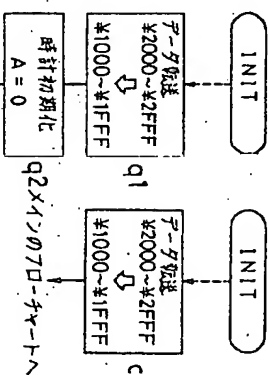 INIT
データ転送
*2000~*2FFF
*1000~*1FFF
q1
時計初期化
A=0
q2
INIT
データ転送
*2000~*2FFF
*1000~*1FFF
C
メインのフローチャートへ